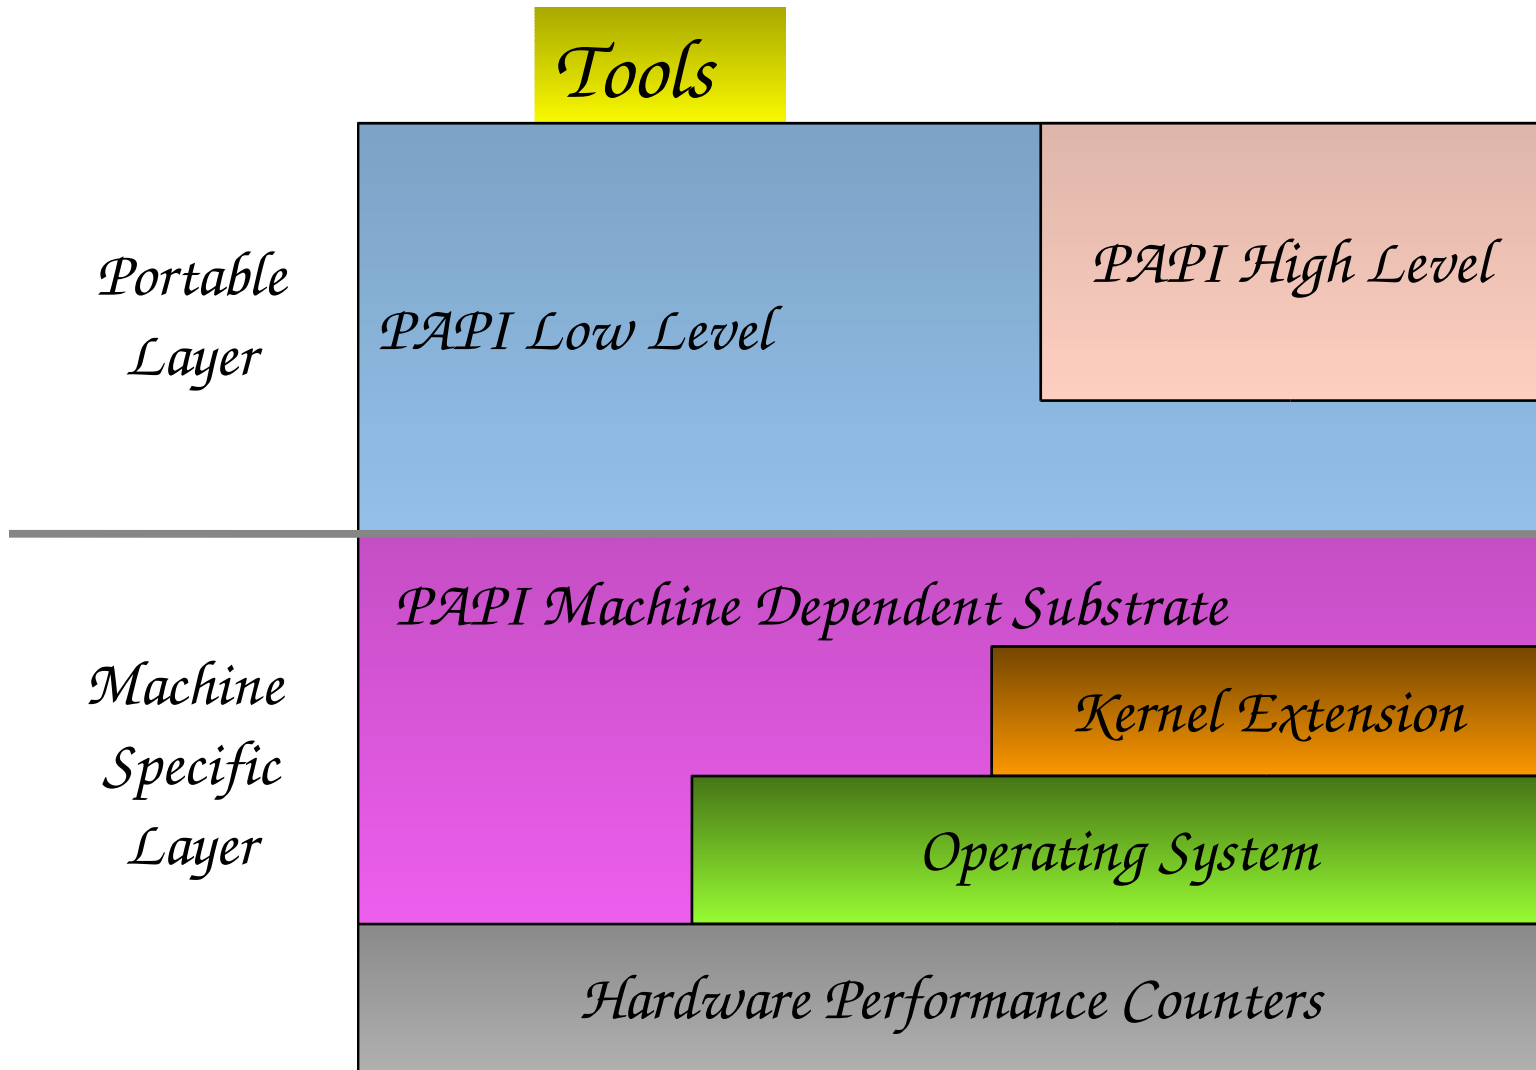 Tools
Portable
Layer
PAPI Low Level
PAPI High Level
Machine
Specific
Layer
PAPI Machine Dependent Substrate
Kernel Extension
Operating System
Hardware Performance Counters